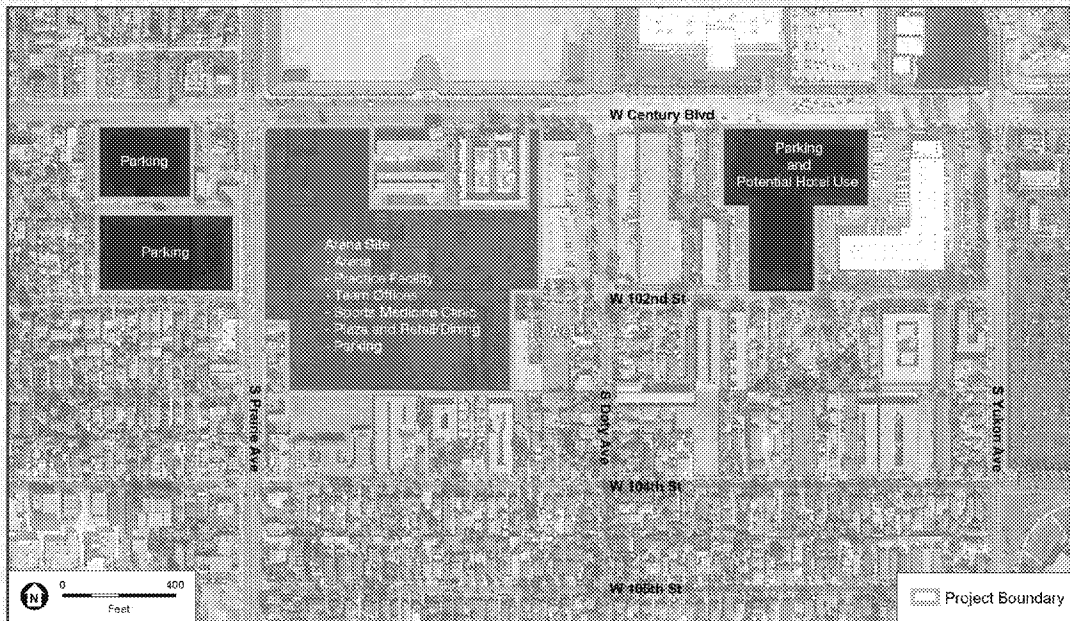 W Century Blvd
Parking
Parking
and
Potential Hotel Use
Parking
Arena Site
- Arena
- Practice Facility
- Team Offices
- Sports Medicine Clinic
- Plaza and Retail/Dining
- Parking
W 102nd St
S Prairie Ave
S Doty Ave
S Yukon Ave
W 104th St
W 105th St
N
0 400
Feet
Project Boundary